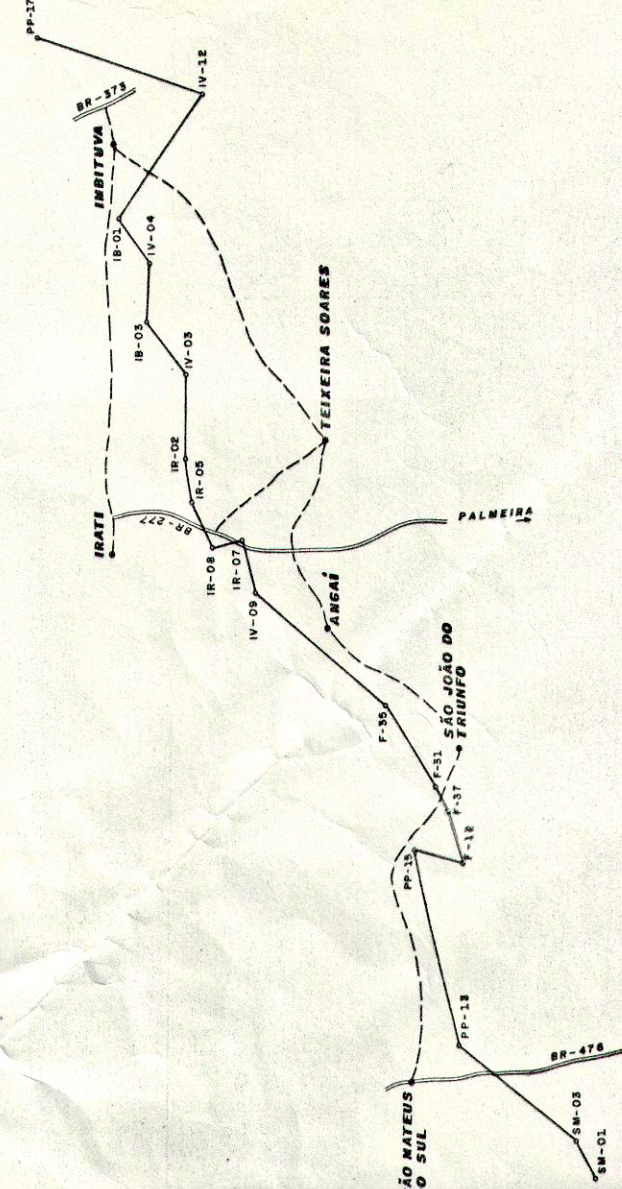 PP-17
BR-373
IV-12
IMBITUVA
IB-01
IV-04
IB-03
IV-03
TEIXEIRA SOARES
IR-02
IR-05
IRATI
BR-277
PALMEIRA
IR-08
IR-07
IV-09
ANGAÍ
F-35
SÃO JOÃO DO
TRIUNFO
F-31
F-37
F-12
PP-15
PP-13
BR-476
ÃO MATEUS
O SUL
SM-03
SM-01